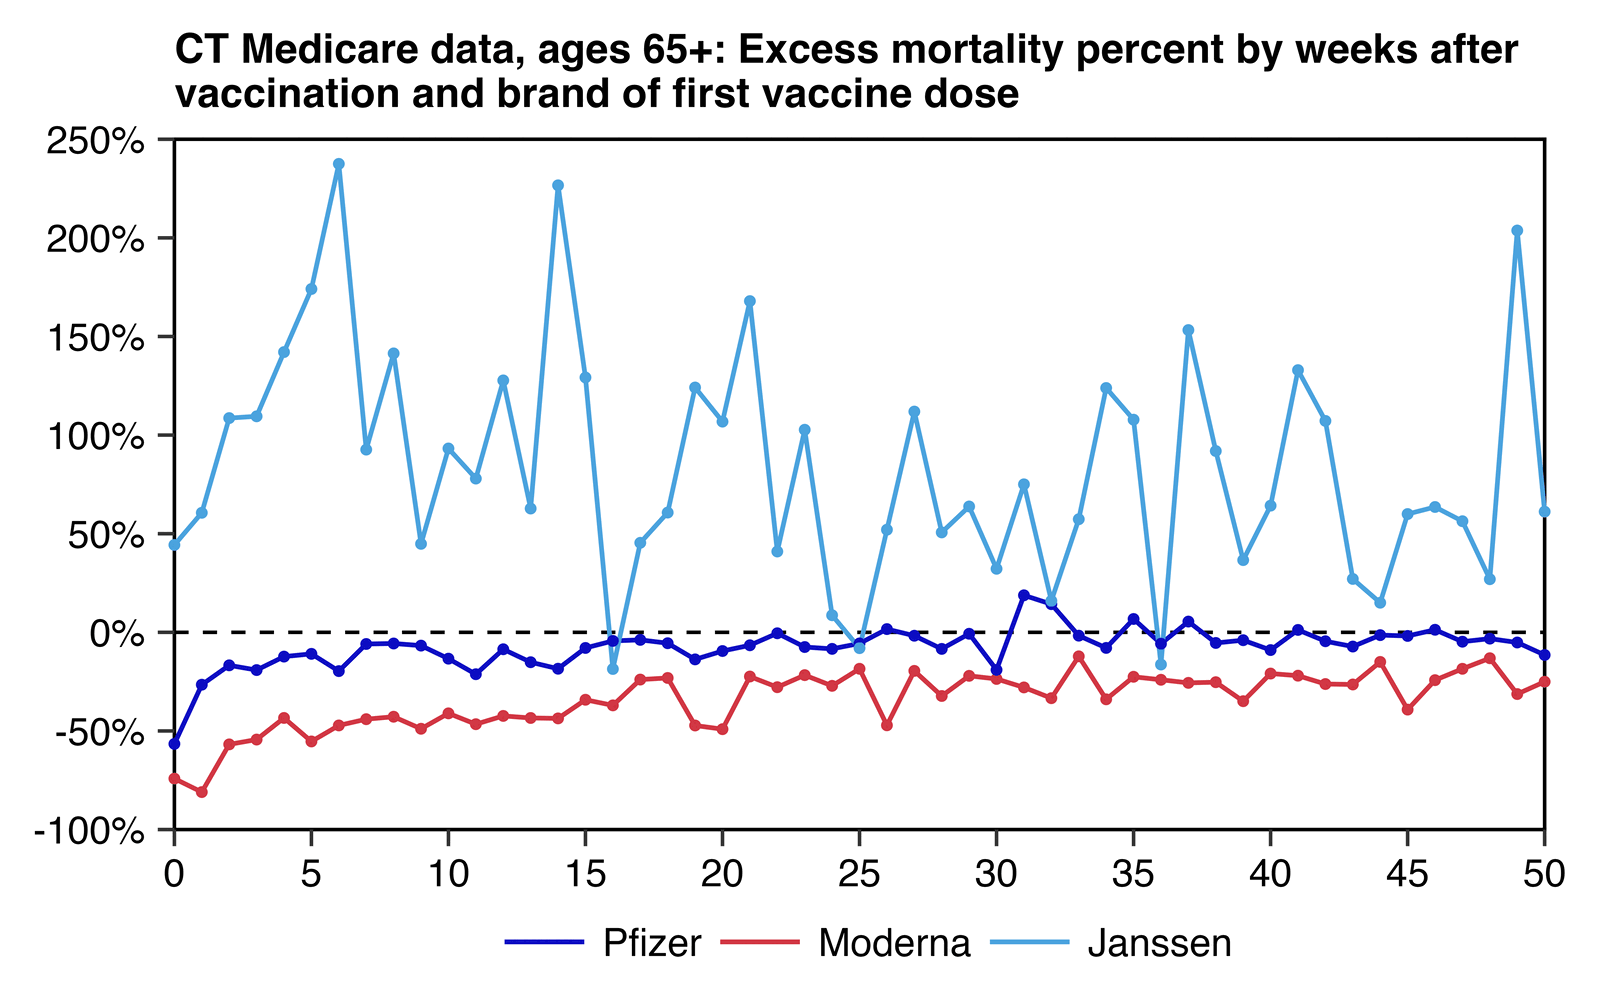 CT Medicare data, ages 65+: Excess mortality percent by weeks after
vaccination and brand of first vaccine dose
250%
200%
150%
100%
50%
0%
-50%
-100%
0 5 10 15 20 25 30 35 40 45 50
Pfizer Moderna Janssen